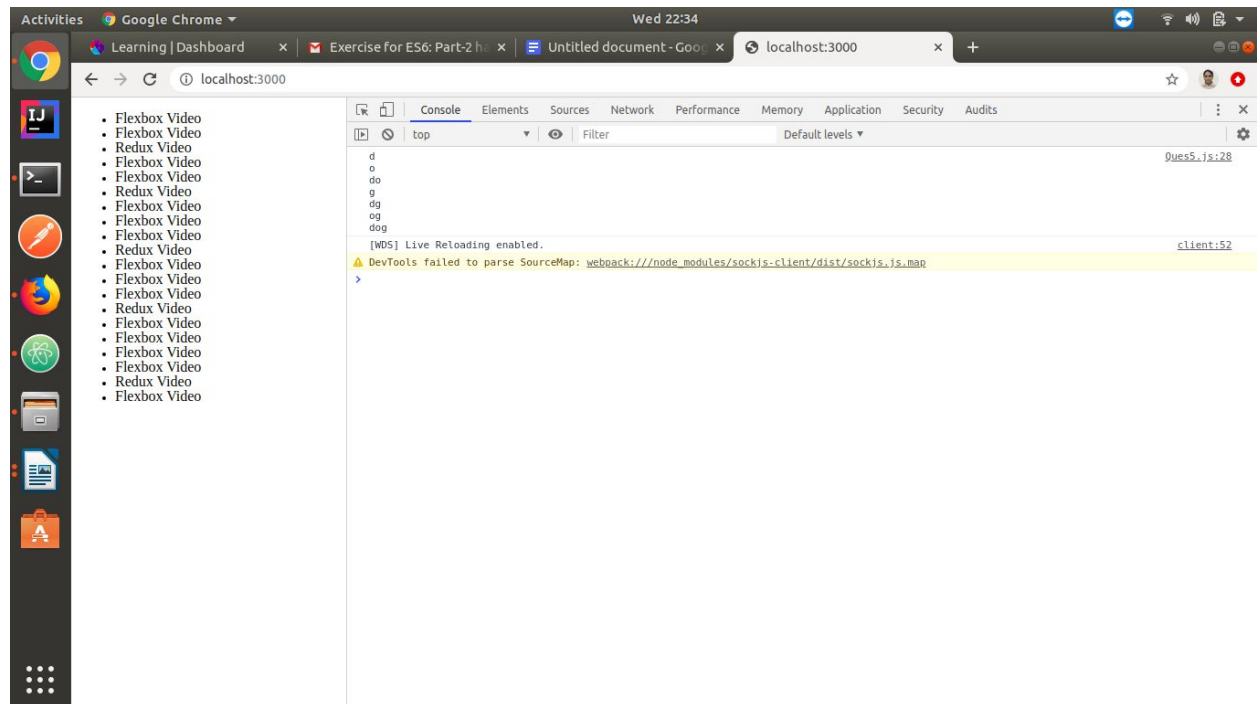 Activities Google Chrome ▾ Wed 22:34
Learning | Dashboard × Exercise for ES6: Part-2 ha × Untitled document - Goog × localhost:3000 × +
localhost:3000
IJ
Console Elements Sources Network Performance Memory Application Security Audits
top Filter Default levels ▼
• Flexbox Video
• Flexbox Video
• Redux Video
• Flexbox Video
• Flexbox Video
• Redux Video
• Flexbox Video
• Flexbox Video
• Flexbox Video
• Redux Video
• Flexbox Video
• Flexbox Video
• Flexbox Video
• Redux Video
• Flexbox Video
• Flexbox Video
• Flexbox Video
• Flexbox Video
• Redux Video
• Flexbox Video
d Ques5.js:28
o
do
g
dg
og
dog
[WDS] Live Reloading enabled. client:52
DevTools failed to parse SourceMap: webpack:///node_modules/sockjs-client/dist/sockjs.js.map
>